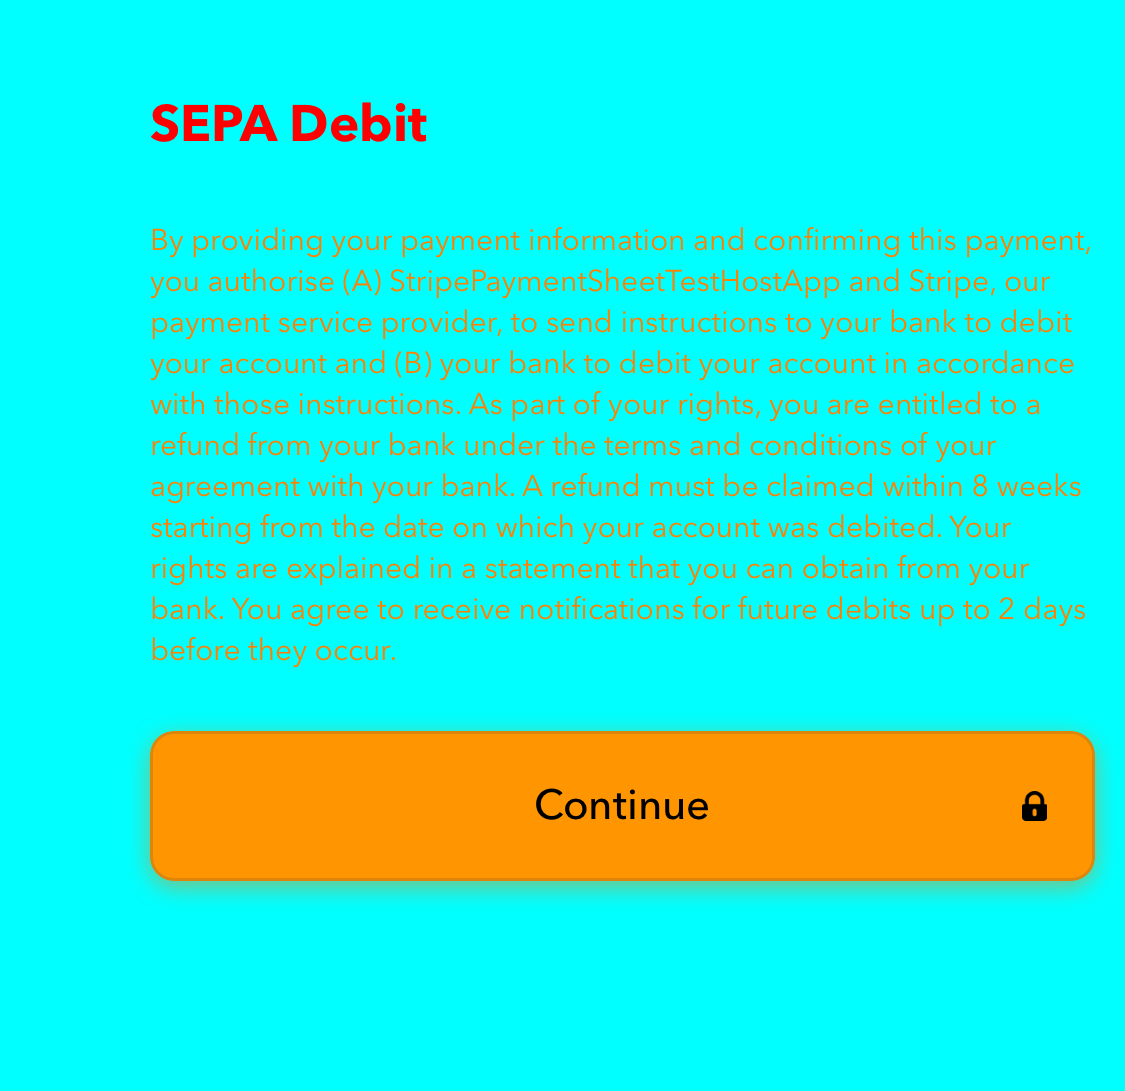 SEPA Debit
By providing your payment information and confirming this payment,
you authorise (A) StripePaymentSheetTestHostApp and Stripe, our
payment service provider, to send instructions to your bank to debit
your account and (B) your bank to debit your account in accordance
with those instructions. As part of your rights, you are entitled to a
refund from your bank under the terms and conditions of your
agreement with your bank. A refund must be claimed within 8 weeks
starting from the date on which your account was debited. Your
rights are explained in a statement that you can obtain from your
bank. You agree to receive notifications for future debits up to 2 days
before they occur.
Continue